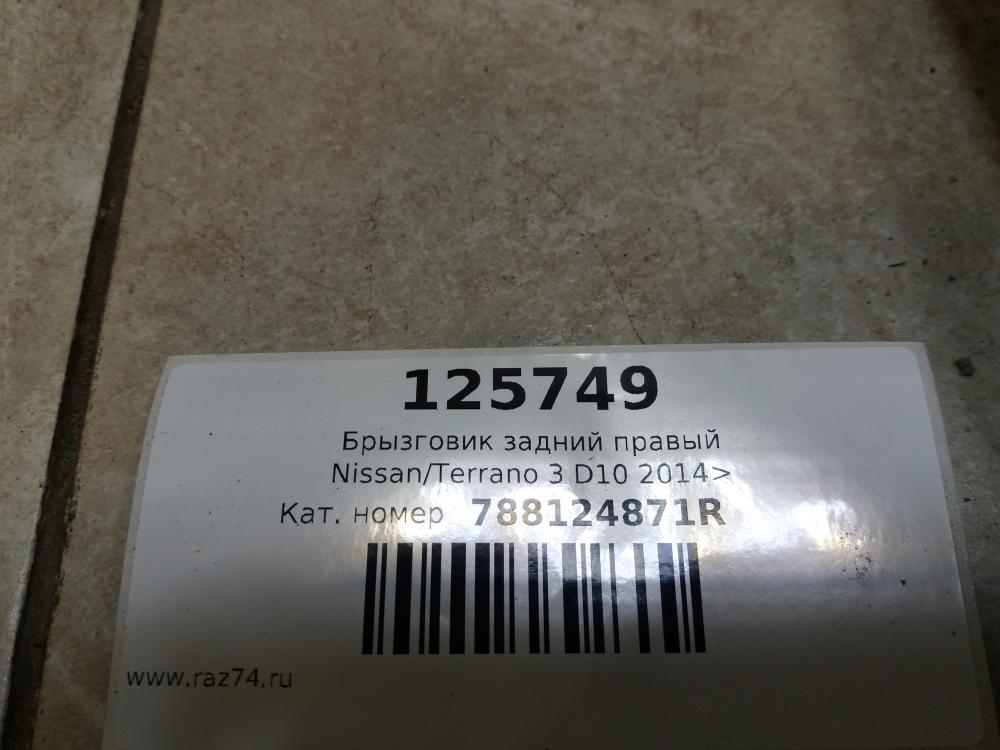 125749
Брызговик задний правый
Nissan/Terrano 3 D10 2014>
Кат. номер 788124871R
www.raz74.ru